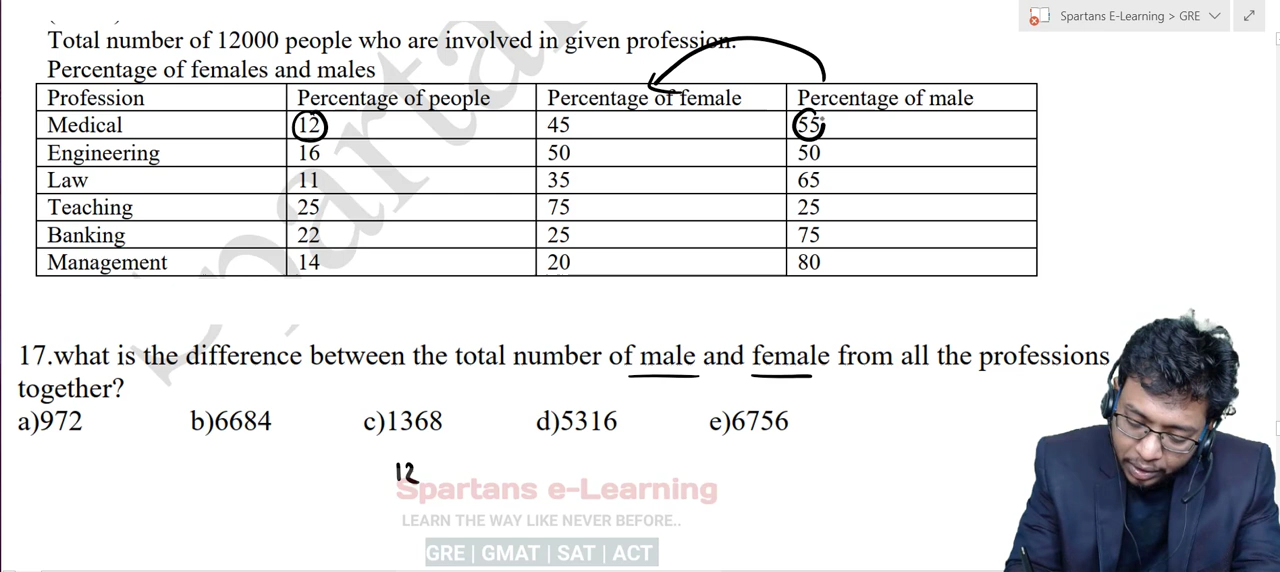 Spartans E-Learning > GRE
Total number of 12000 people who are involved in given profession.
Percentage of females and males
Profession Percentage of people Percentage of female Percentage of male
Medical 12 45 55
Engineering 16 50 50
Law 11 35 65
Teaching 25 75 25
Banking 22 25 75
Management 14 20 80
17.what is the difference between the total number of male and female from all the professions
together?
a)972 b)6684 c)1368 d)5316 e)6756
12
Spartans e-Learning
LEARN THE WAY LIKE NEVER BEFORE..
GRE | GMAT | SAT | ACT